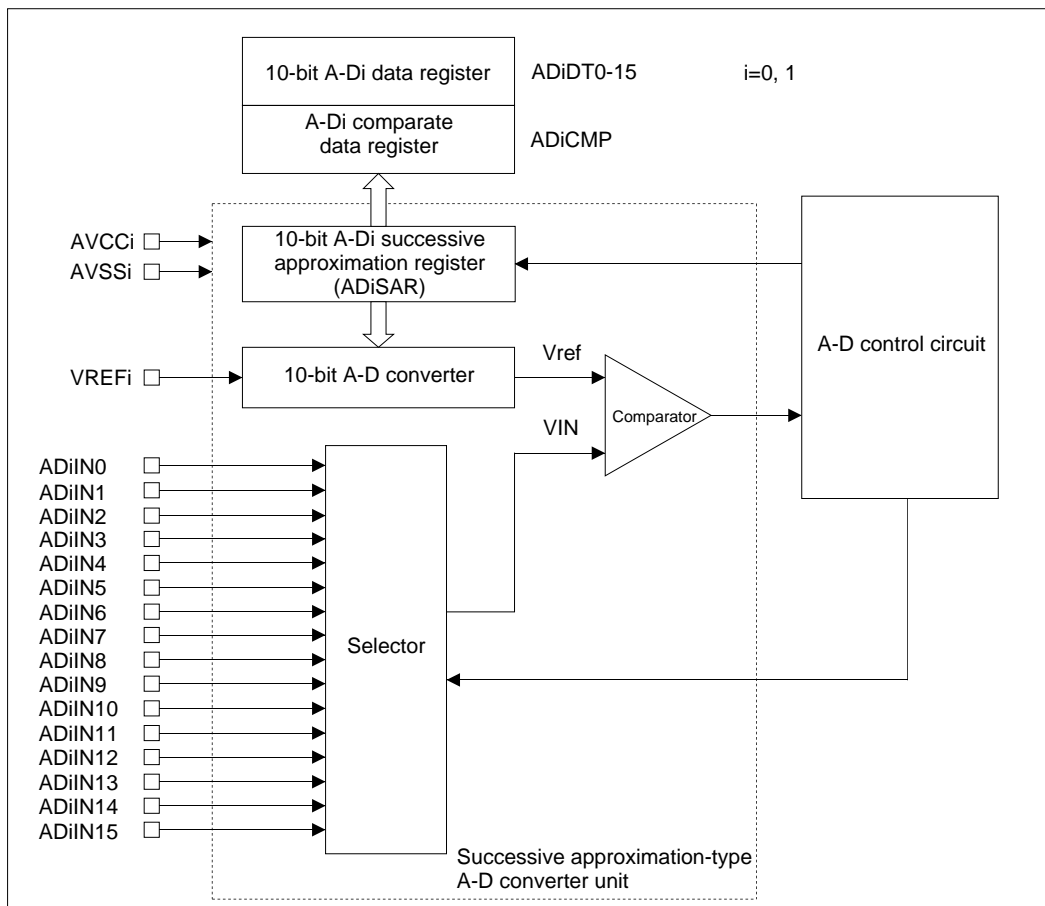 10-bit A-Di data register
ADiDT0-15
i=0, 1
A-Di comparate
data register
ADiCMP
AVCCi
AVSSi
10-bit A-Di successive
approximation register
(ADiSAR)
A-D control circuit
VREFi
10-bit A-D converter
Vref
Comparator
VIN
ADiIN0
ADiIN1
ADiIN2
ADiIN3
ADiIN4
ADiIN5
ADiIN6
ADiIN7
ADiIN8
ADiIN9
ADiIN10
ADiIN11
ADiIN12
ADiIN13
ADiIN14
ADiIN15
Selector
Successive approximation-type
A-D converter unit